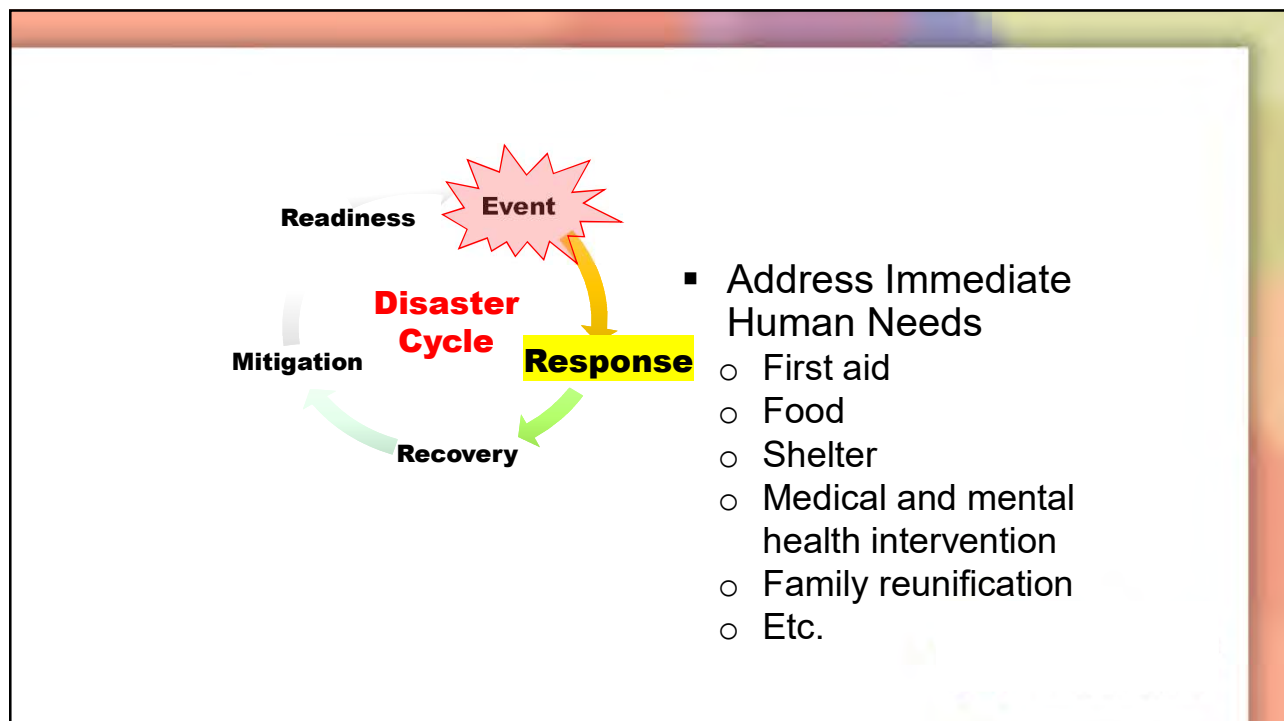 Event
Readiness
Disaster
Cycle
Mitigation
Response
Recovery
▪ Address Immediate
Human Needs
o First aid
o Food
o Shelter
o Medical and mental
health intervention
o Family reunification
o Etc.